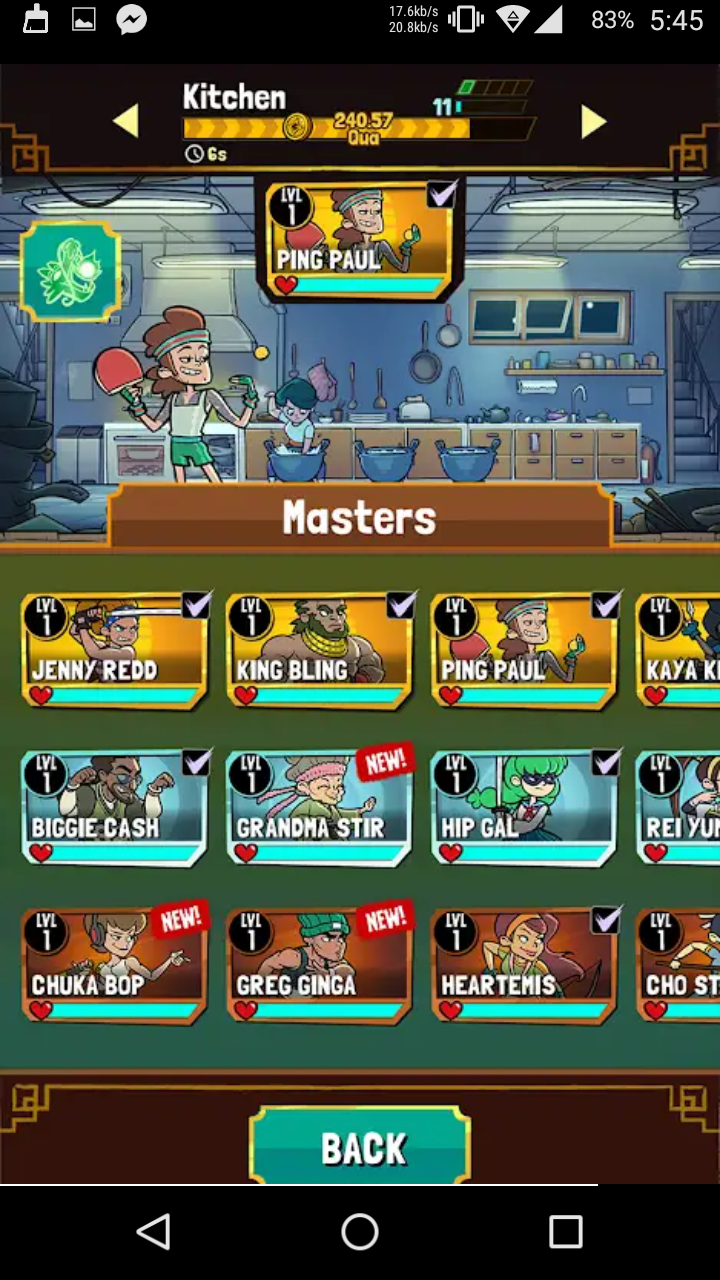 17.6kb/s
20.8kb/s
83% 5:45
Kitchen
11
240.57
Qua
6s
LVL
1
PING PAUL
Masters
LVL
1
JENNY REDD
LVL
1
KING BLING
LVL
1
PING PAUL
LVL
1
KAYA K
LVL
1
BIGGIE CASH
LVL
1
NEW!
GRANDMA STIR
LVL
1
HIP GAL
LVL
1
REI YU
LVL
1
NEW!
CHUKA BOP
LVL
1
NEW!
GREG GINGA
LVL
1
HEARTEMIS
LVL
1
CHO ST
BACK